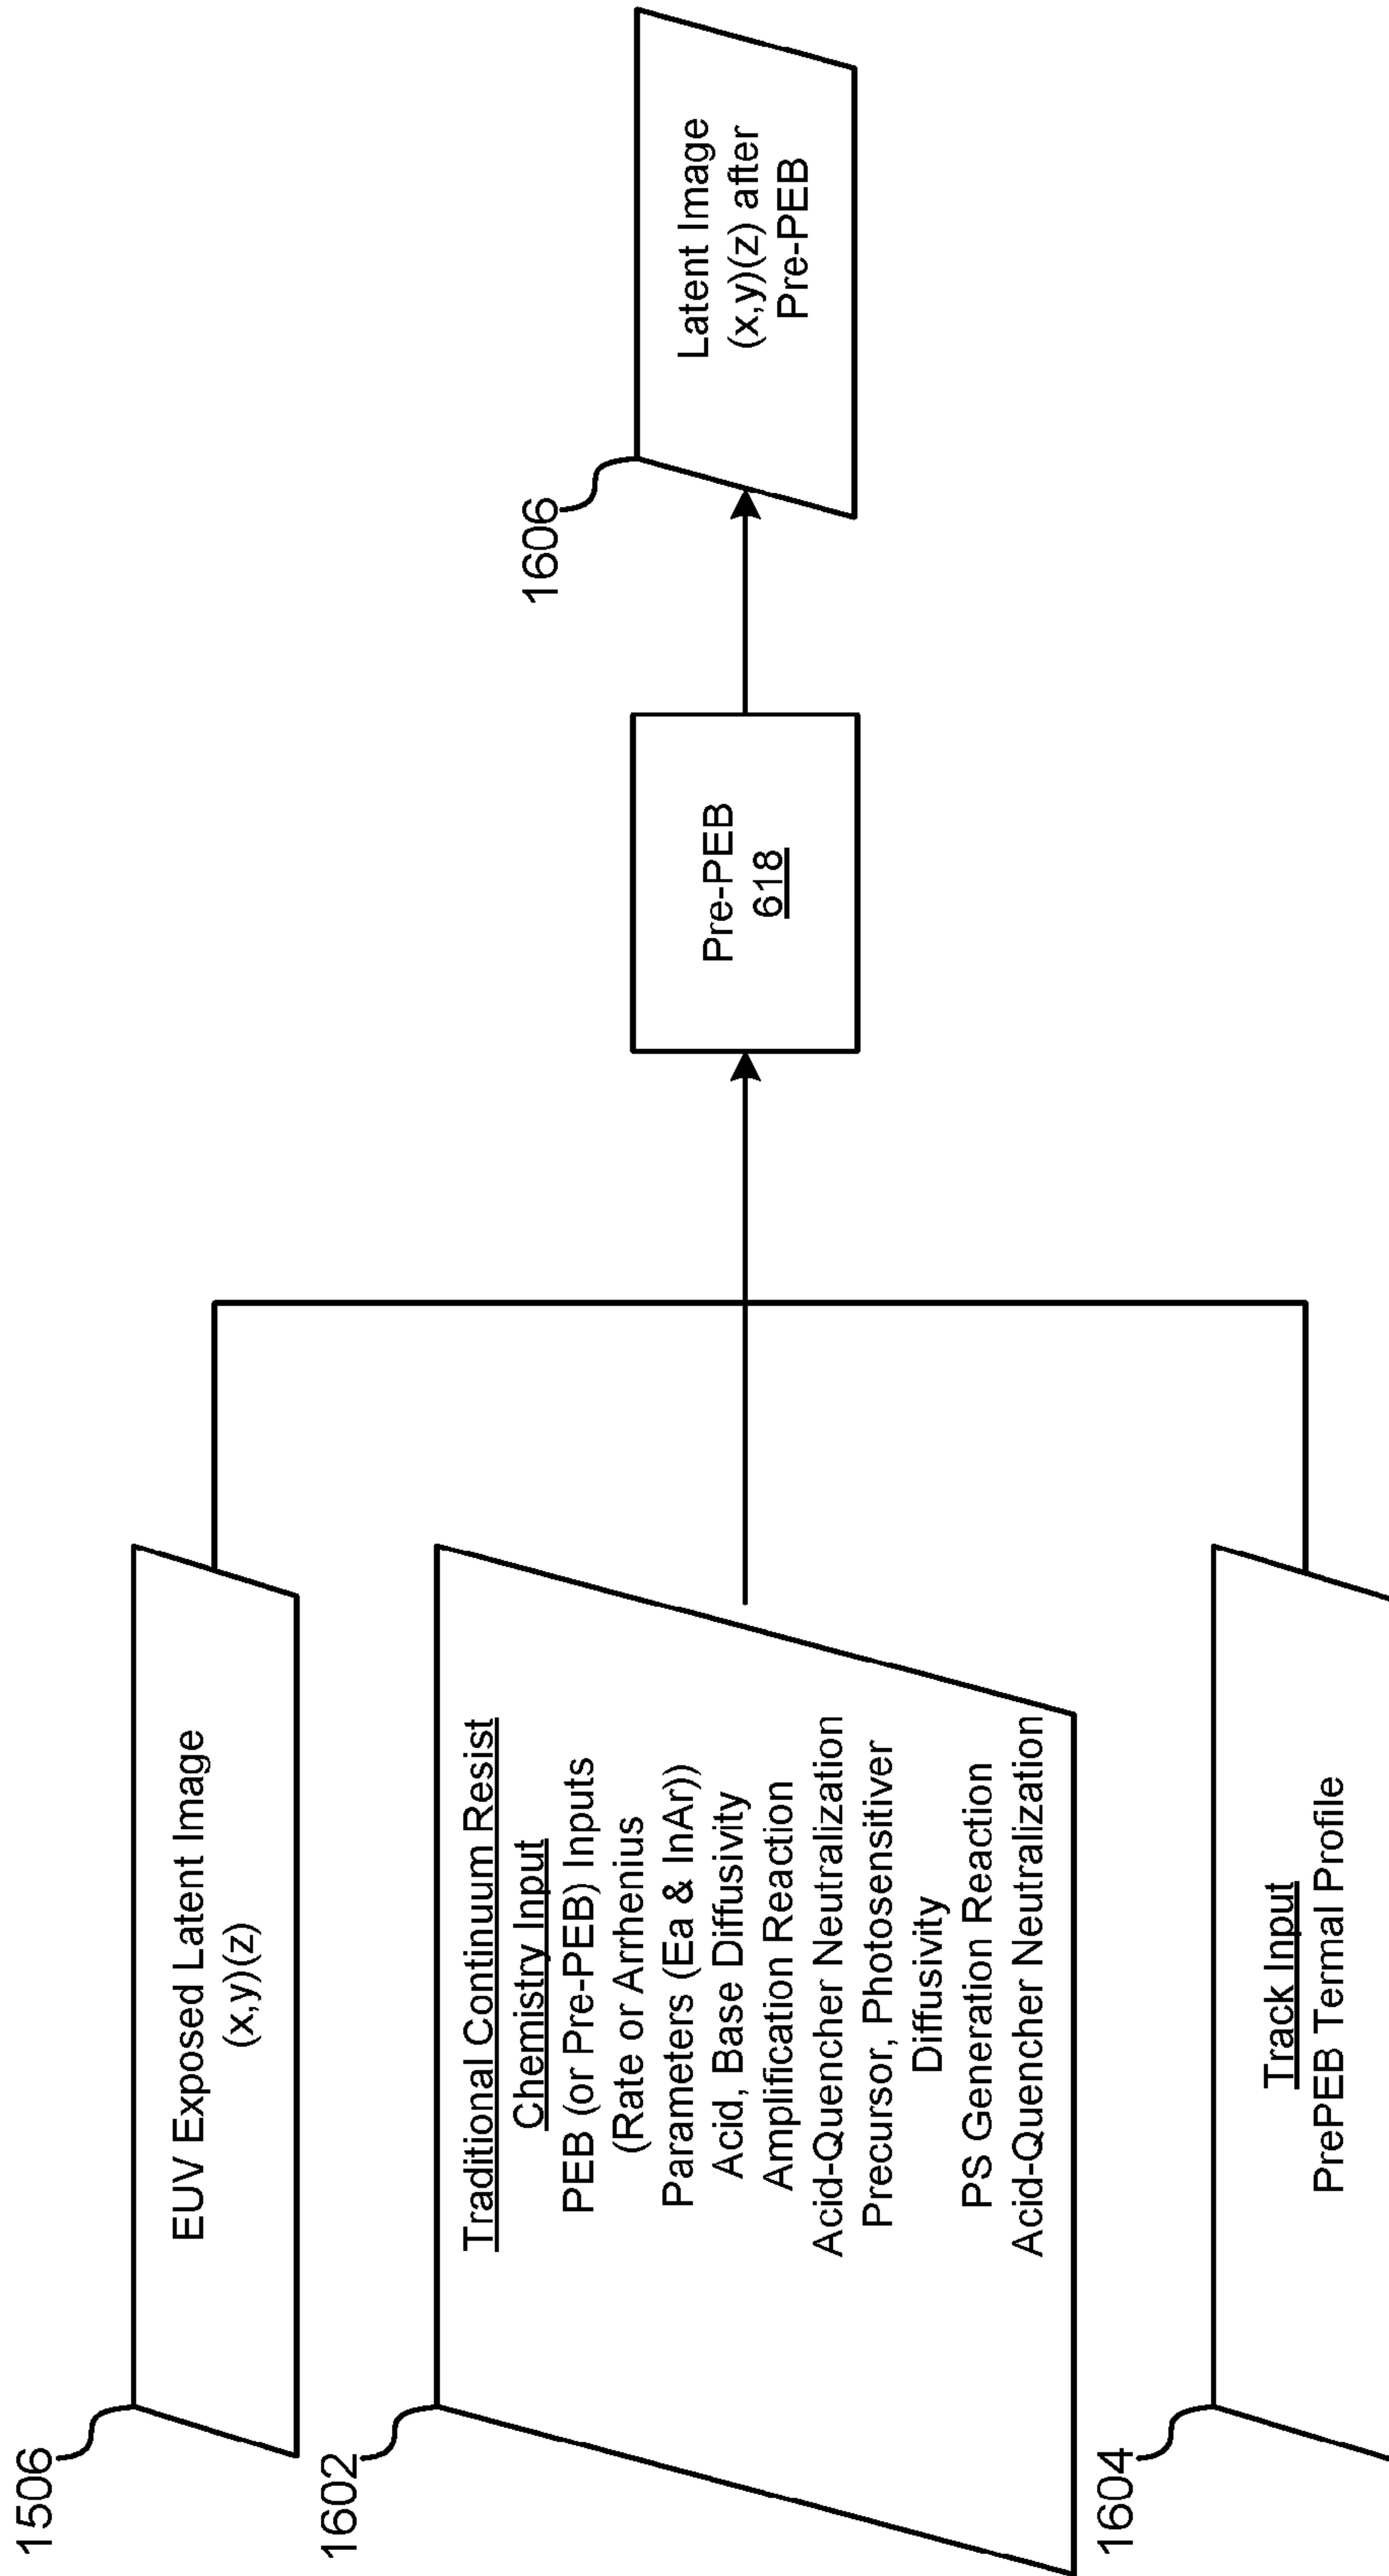 1506
EUV Exposed Latent Image
(x,y)(z)
1602
Traditional Continuum Resist
Chemistry Input
PEB (or Pre-PEB) Inputs
(Rate or Arrhenius
Parameters (Ea & lnAr))
Acid, Base Diffusivity
Amplification Reaction
Acid-Quencher Neutralization
Precursor, Photosensitiver
Diffusivity
PS Generation Reaction
Acid-Quencher Neutralization
1604
Track Input
PrePEB Termal Profile
Pre-PEB
618
1606
Latent Image
(x,y)(z) after
Pre-PEB